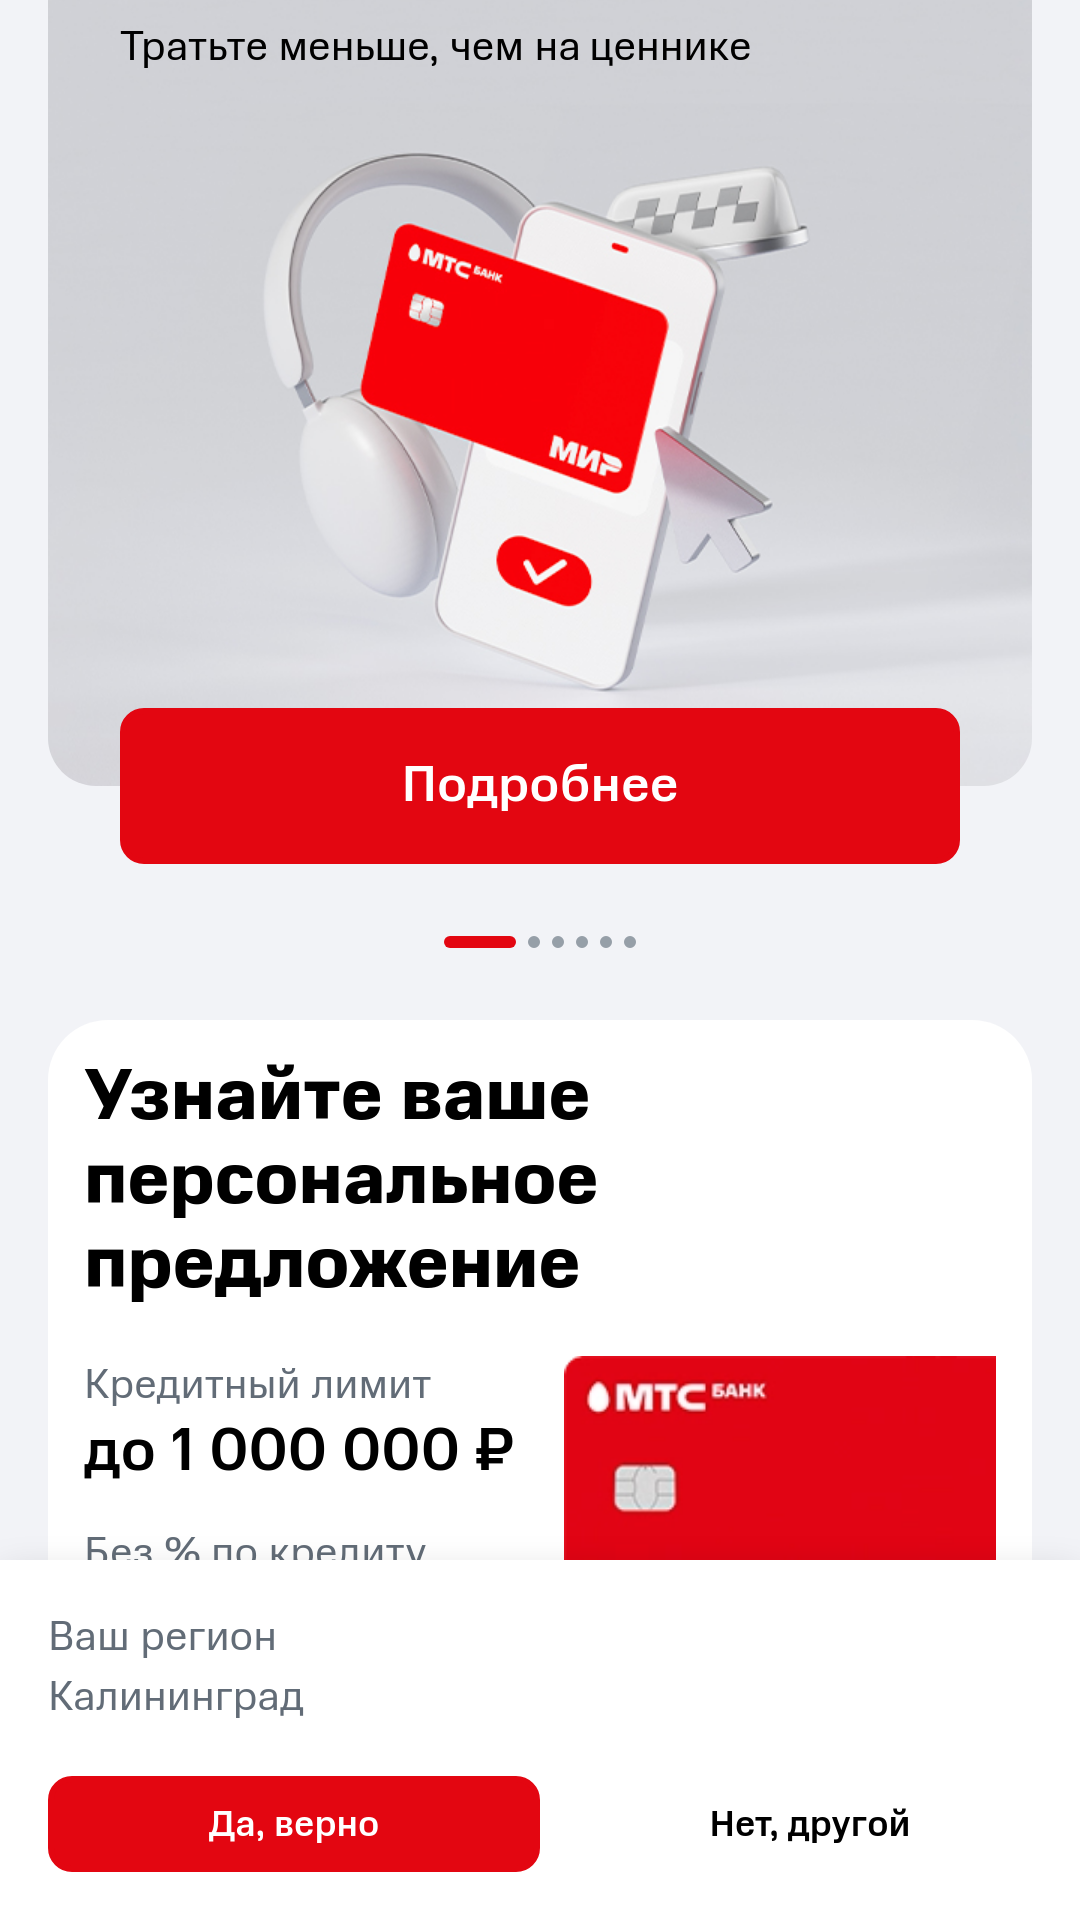 Тратьте меньше, чем на ценнике
МТС БАНК
МИР
Подробнее
Узнайте ваше
персональное
предложение
Кредитный лимит
до 1 000 000 ₽
МТС БАНК
Без % по кредиту
Ваш регион
Калининград
Да, верно
Нет, другой